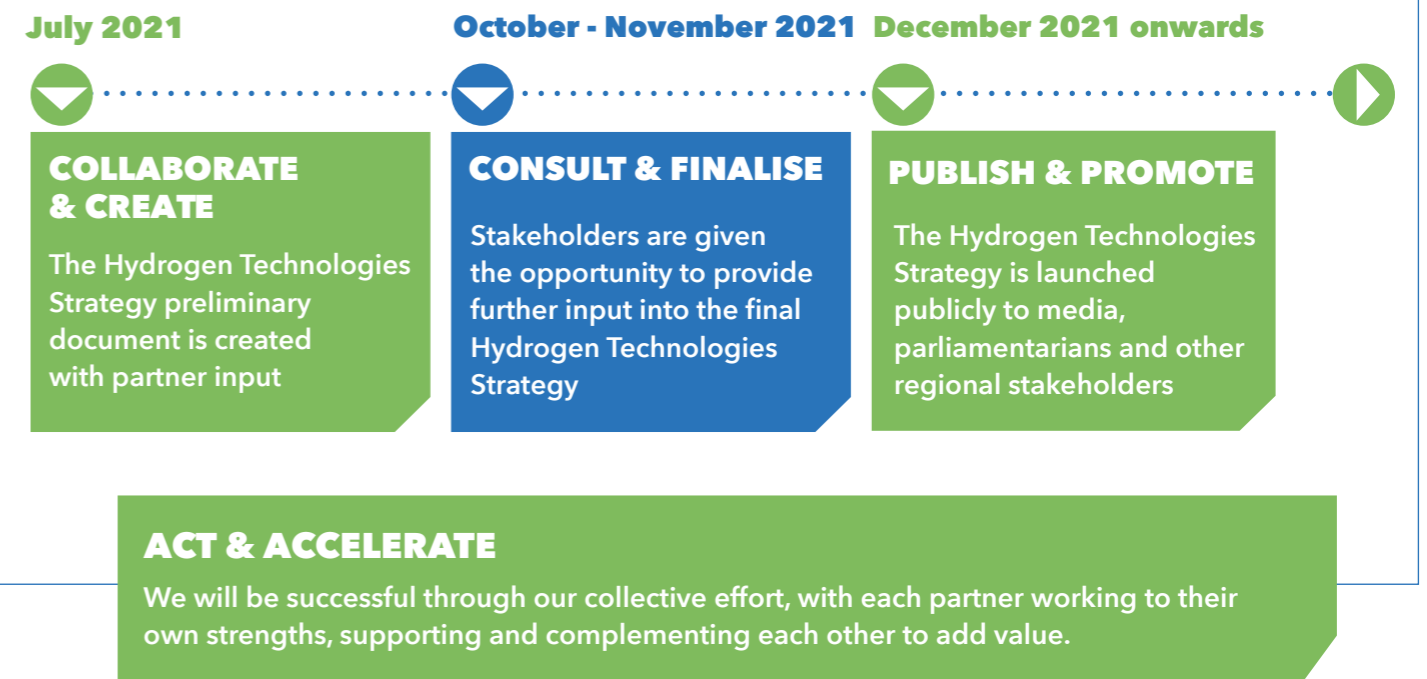 July 2021
October - November 2021
December 2021 onwards
COLLABORATE
& CREATE
The Hydrogen Technologies
Strategy preliminary
document is created
with partner input
CONSULT & FINALISE
Stakeholders are given
the opportunity to provide
further input into the final
Hydrogen Technologies
Strategy
PUBLISH & PROMOTE
The Hydrogen Technologies
Strategy is launched
publicly to media,
parliamentarians and other
regional stakeholders
ACT & ACCELERATE
We will be successful through our collective effort, with each partner working to their
own strengths, supporting and complementing each other to add value.